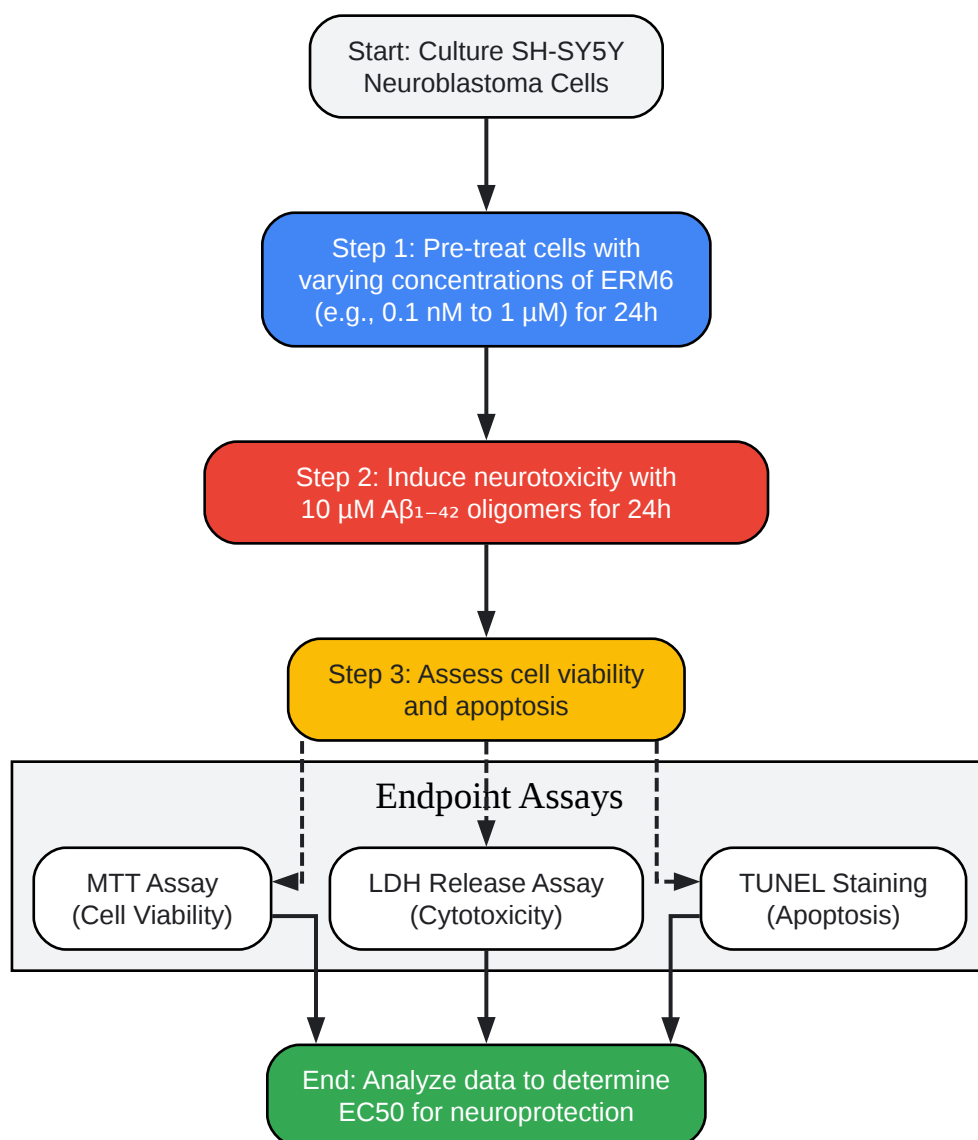 Start: Culture SH-SY5Y
Neuroblastoma Cells
Step 1: Pre-treat cells with
varying concentrations of ERM6
(e.g., 0.1 nM to 1 µM) for 24h
Step 2: Induce neurotoxicity with
10 µM Aβ₁₋₄₂ oligomers for 24h
Step 3: Assess cell viability
and apoptosis
Endpoint Assays
MTT Assay
(Cell Viability)
LDH Release Assay
(Cytotoxicity)
TUNEL Staining
(Apoptosis)
End: Analyze data to determine
EC50 for neuroprotection